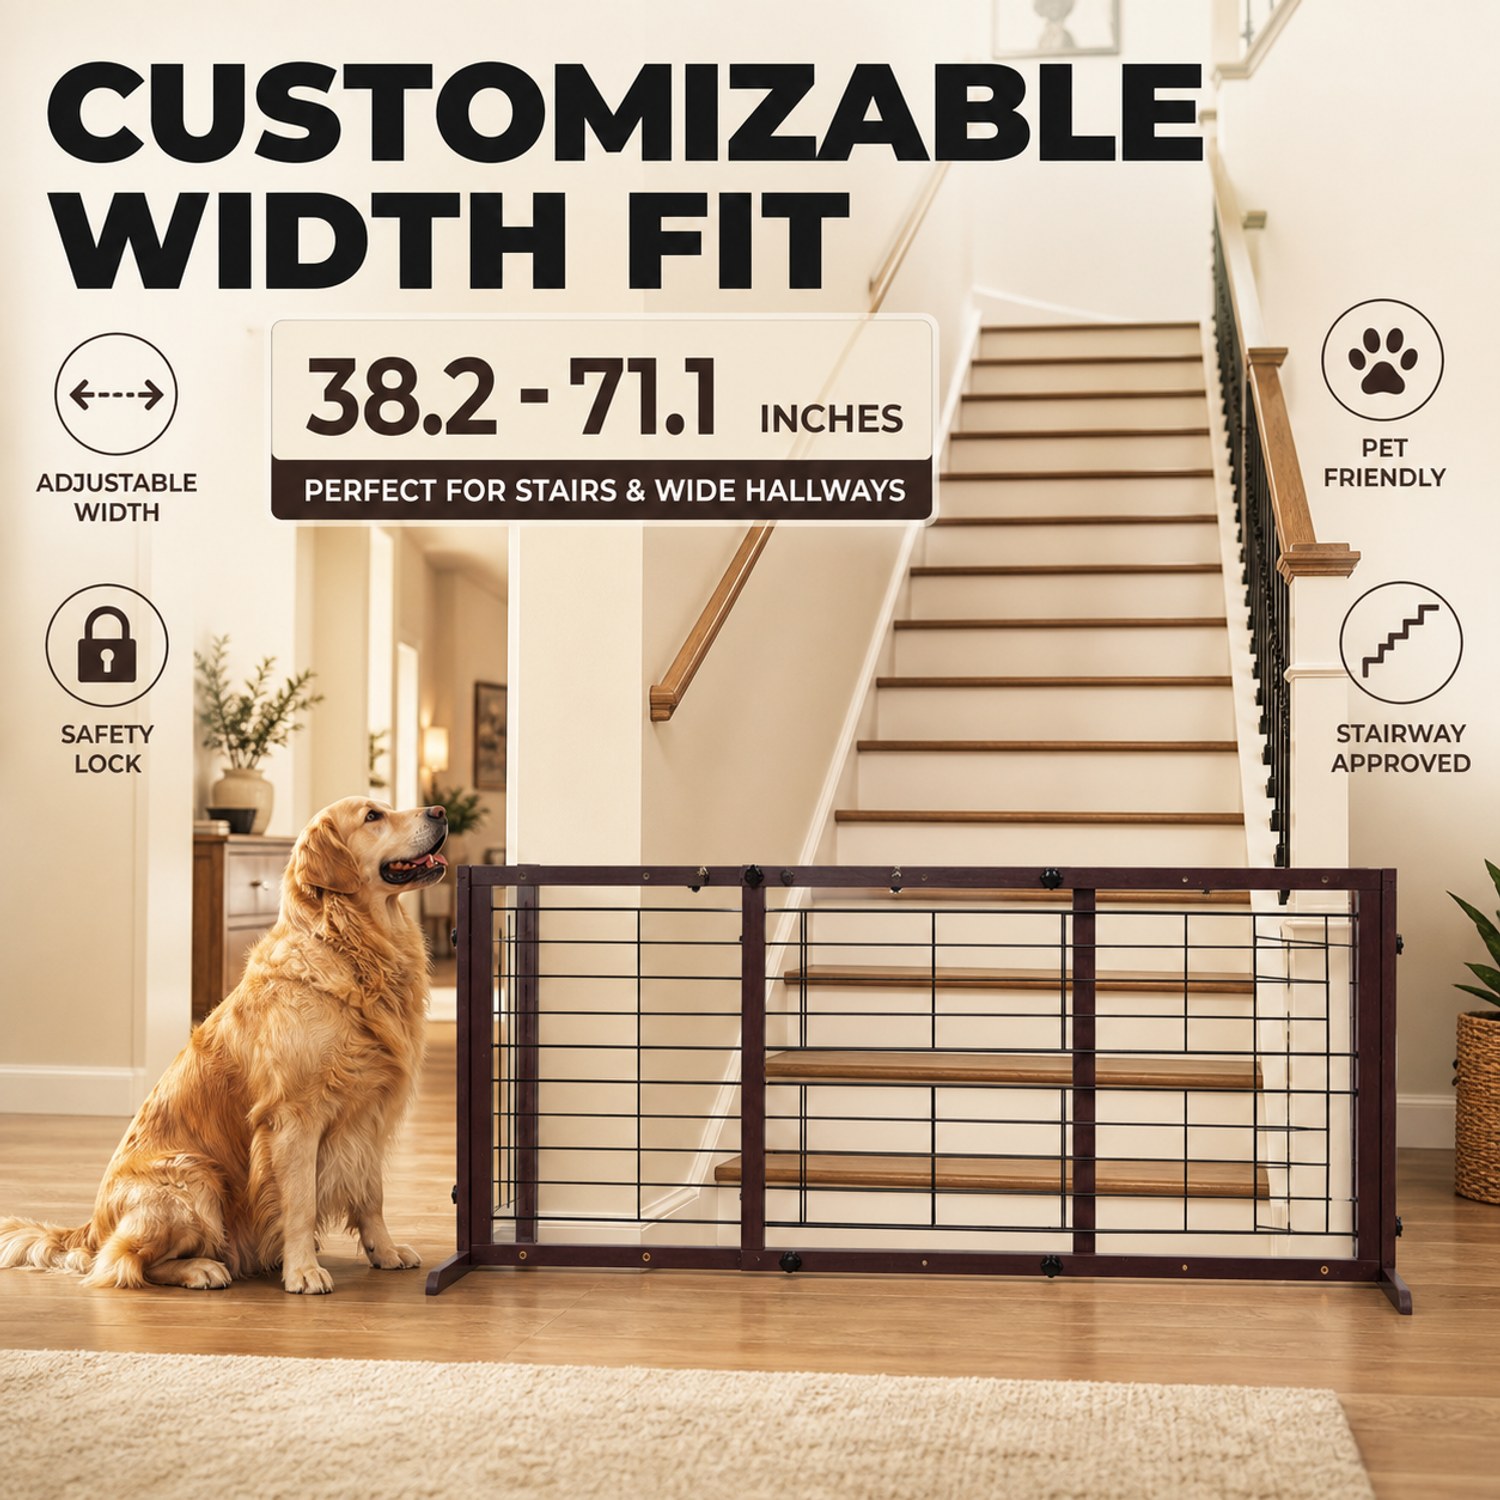 CUSTOMIZABLE
WIDTH FIT
38.2 - 71.1 INCHES
PERFECT FOR STAIRS & WIDE HALLWAYS
ADJUSTABLE
WIDTH
SAFETY
LOCK
PET
FRIENDLY
STAIRWAY
APPROVED